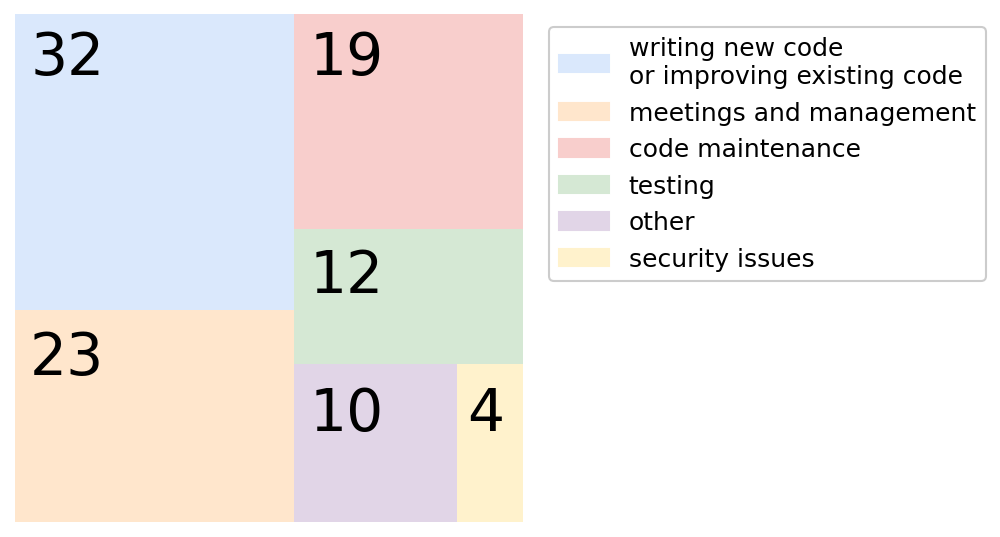 32
19
23
12
10
4
writing new code
or improving existing code
meetings and management
code maintenance
testing
other
security issues